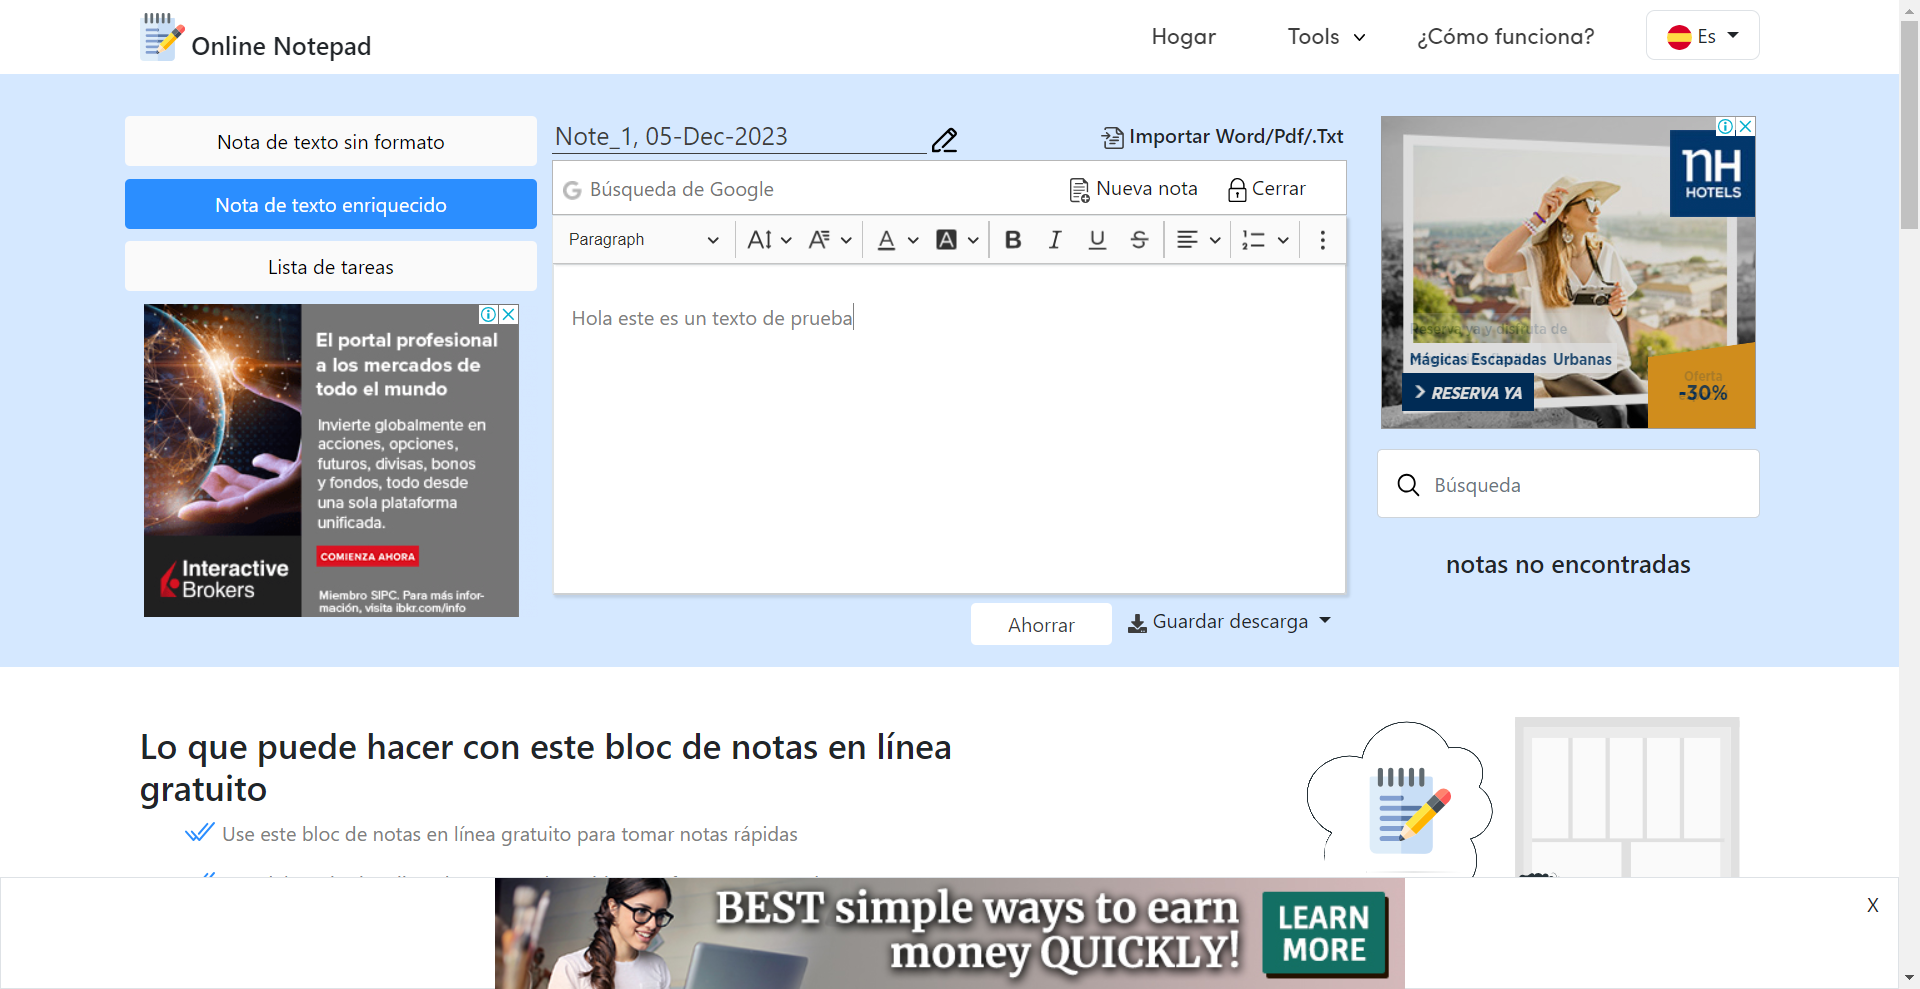 Online Notepad
Hogar
Tools
¿Cómo funciona?
Es
Nota de texto sin formato
Nota de texto enriquecido
Lista de tareas
El portal profesional
a los mercados de
todo el mundo
Invierte globalmente en
acciones, opciones,
futuros, divisas, bonos
y fondos, todo desde
una sola plataforma
unificada.
COMIENZA AHORA
Miembro SIPC. Para más infor-
mación, visita ibkr.com/info
Interactive
Brokers
Note_1, 05-Dec-2023
Importar Word/Pdf/.Txt
Búsqueda de Google
Nueva nota
Cerrar
Paragraph
Hola este es un texto de prueba
Ahorrar
Guardar descarga
nH
HOTELS
Reserva ya y disfruta de
Mágicas Escapadas Urbanas
> RESERVA YA
Oferta
-30%
Búsqueda
notas no encontradas
Lo que puede hacer con este bloc de notas en línea
gratuito
Use este bloc de notas en línea gratuito para tomar notas rápidas
BEST simple ways to earn
money QUICKLY!
LEARN
MORE
X